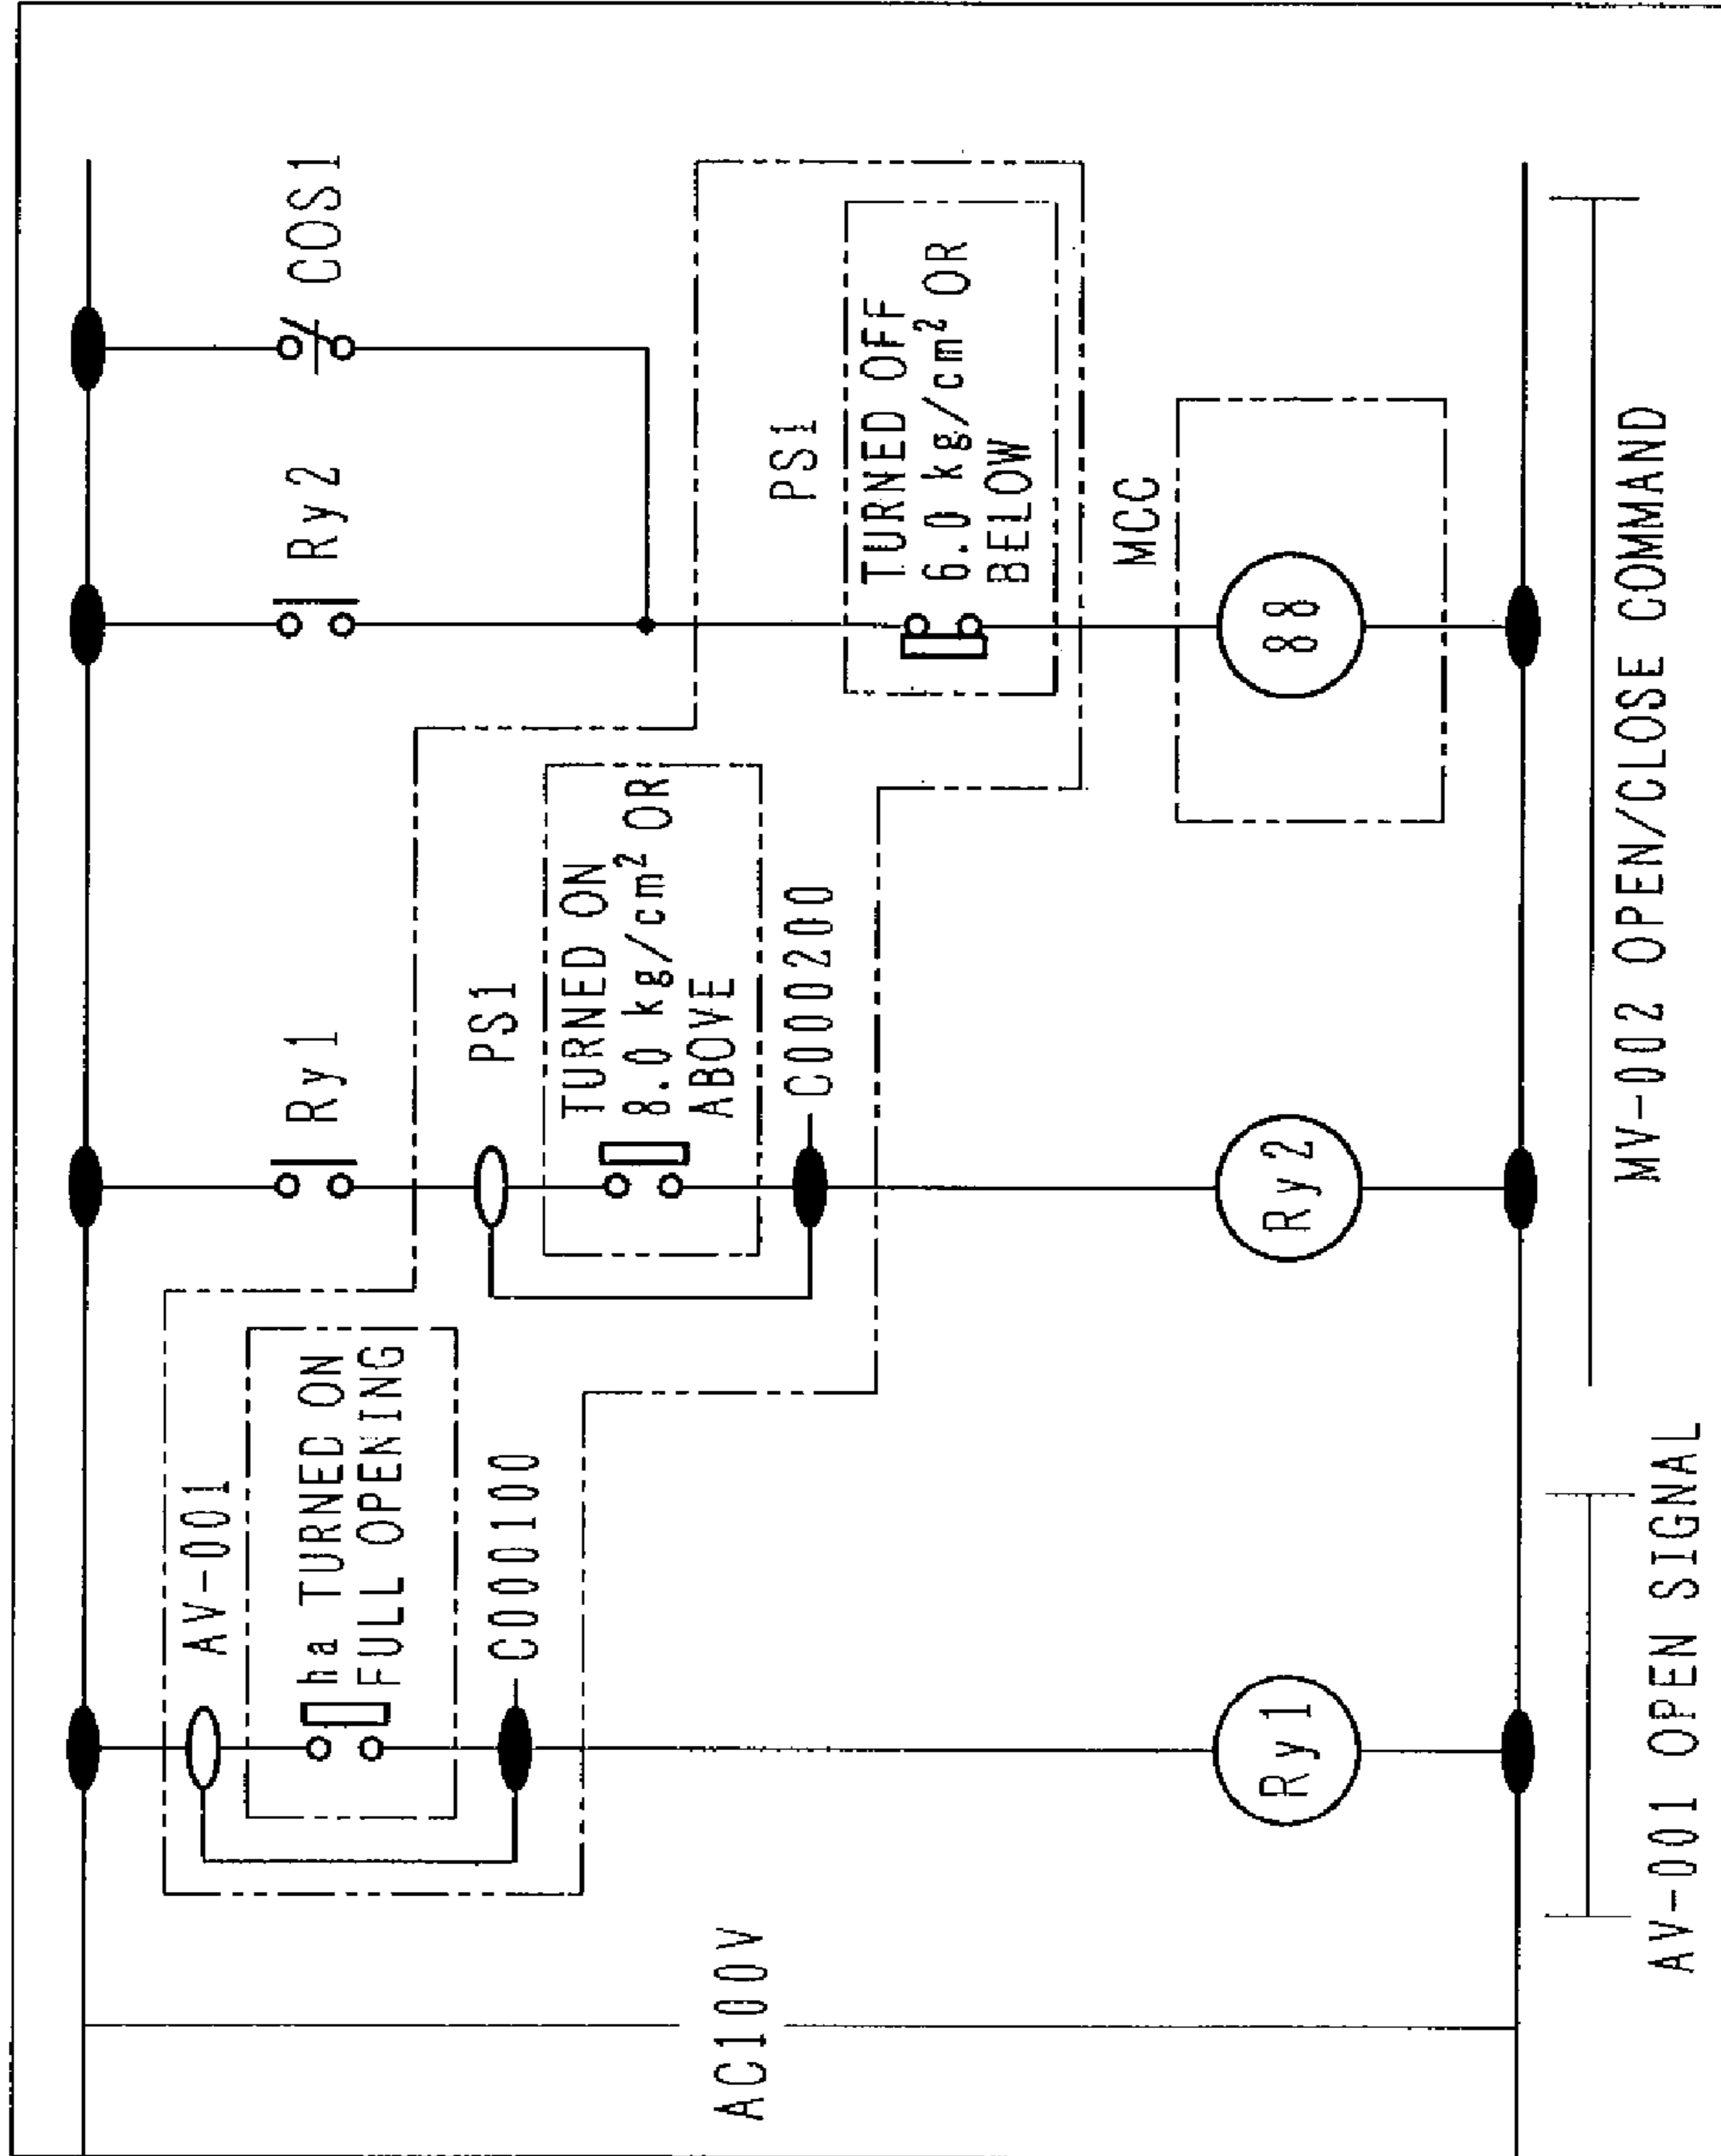 AC100V
AV-001
ha TURNED ON
FULL OPENING
C000100
Ry1
AV-001 OPEN SIGNAL
Ry1
PS1
TURNED ON
8.0 kg/cm² OR
ABOVE
C000200
Ry2
Ry2
COS1
PS1
TURNED OFF
6.0 kg/cm² OR
BELOW
MCC
88
MV-002 OPEN/CLOSE COMMAND